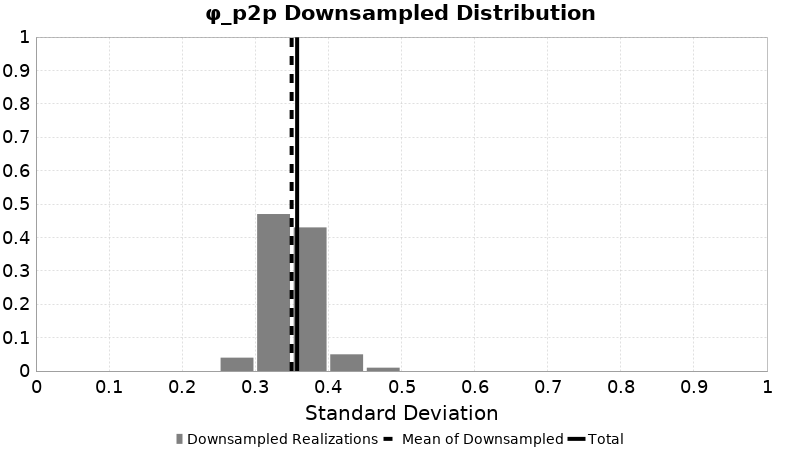 φ_p2p Downsampled Distribution
1
0.9
0.8
0.7
0.6
0.5
0.4
0.3
0.2
0.1
0
0 0.1 0.2 0.3 0.4 0.5 0.6 0.7 0.8 0.9 1
Standard Deviation
Downsampled Realizations Mean of Downsampled Total